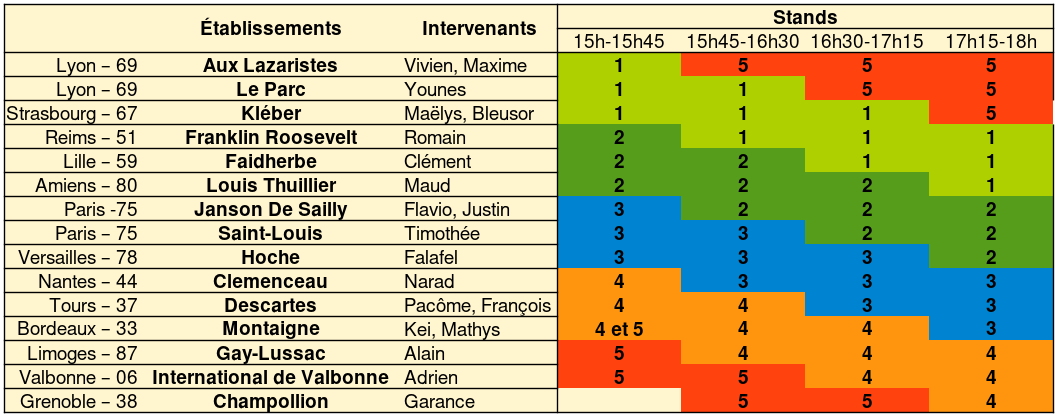 Établissements Intervenants Stands
15h-15h45 15h45-16h30 16h30-17h15 17h15-18h
Lyon – 69 Aux Lazaristes Vivien, Maxime 1 5 5 5
Lyon – 69 Le Parc Younes 1 1 5 5
Strasbourg – 67 Kléber Maëlys, Bleusor 1 1 1 5
Reims – 51 Franklin Roosevelt Romain 2 1 1 1
Lille – 59 Faidherbe Clément 2 2 1 1
Amiens – 80 Louis Thuillier Maud 2 2 2 1
Paris -75 Janson De Sailly Flavio, Justin 3 2 2 2
Paris – 75 Saint-Louis Timothée 3 3 2 2
Versailles – 78 Hoche Falafel 3 3 3 2
Nantes – 44 Clemenceau Narad 4 3 3 3
Tours – 37 Descartes Pacôme, François 4 4 3 3
Bordeaux – 33 Montaigne Kei, Mathys 4 et 5 4 4 3
Limoges – 87 Gay-Lussac Alain 5 4 4 4
Valbonne – 06 International de Valbonne Adrien 5 5 4 4
Grenoble – 38 Champollion Garance 5 5 4